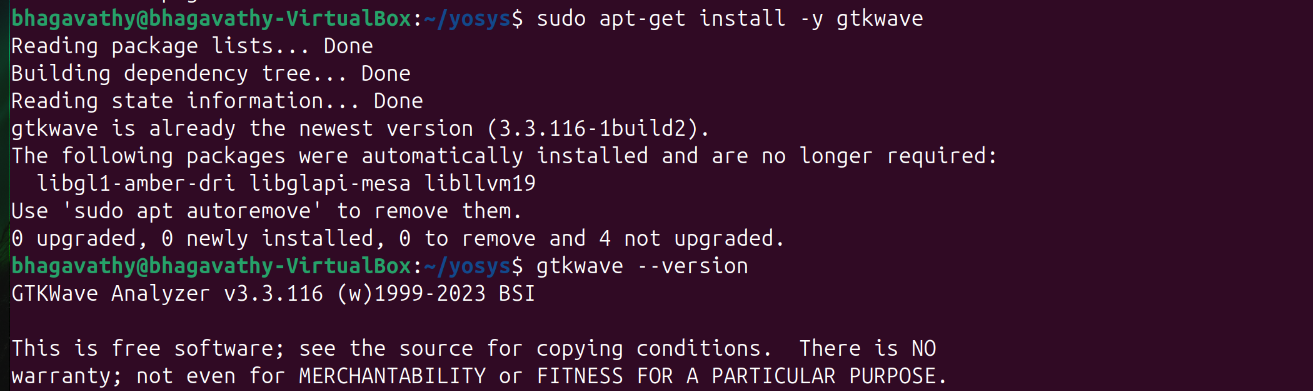 bhagavathy@bhagavathy-VirtualBox:~/yosys$ sudo apt-get install -y gtkwave
Reading package lists... Done
Building dependency tree... Done
Reading state information... Done
gtkwave is already the newest version (3.3.116-1build2).
The following packages were automatically installed and are no longer required:
  libgl1-amber-dri libglapi-mesa libllvm19
Use 'sudo apt autoremove' to remove them.
0 upgraded, 0 newly installed, 0 to remove and 4 not upgraded.
bhagavathy@bhagavathy-VirtualBox:~/yosys$ gtkwave --version
GTKWave Analyzer v3.3.116 (w)1999-2023 BSI

This is free software; see the source for copying conditions.  There is NO
warranty; not even for MERCHANTABILITY or FITNESS FOR A PARTICULAR PURPOSE.